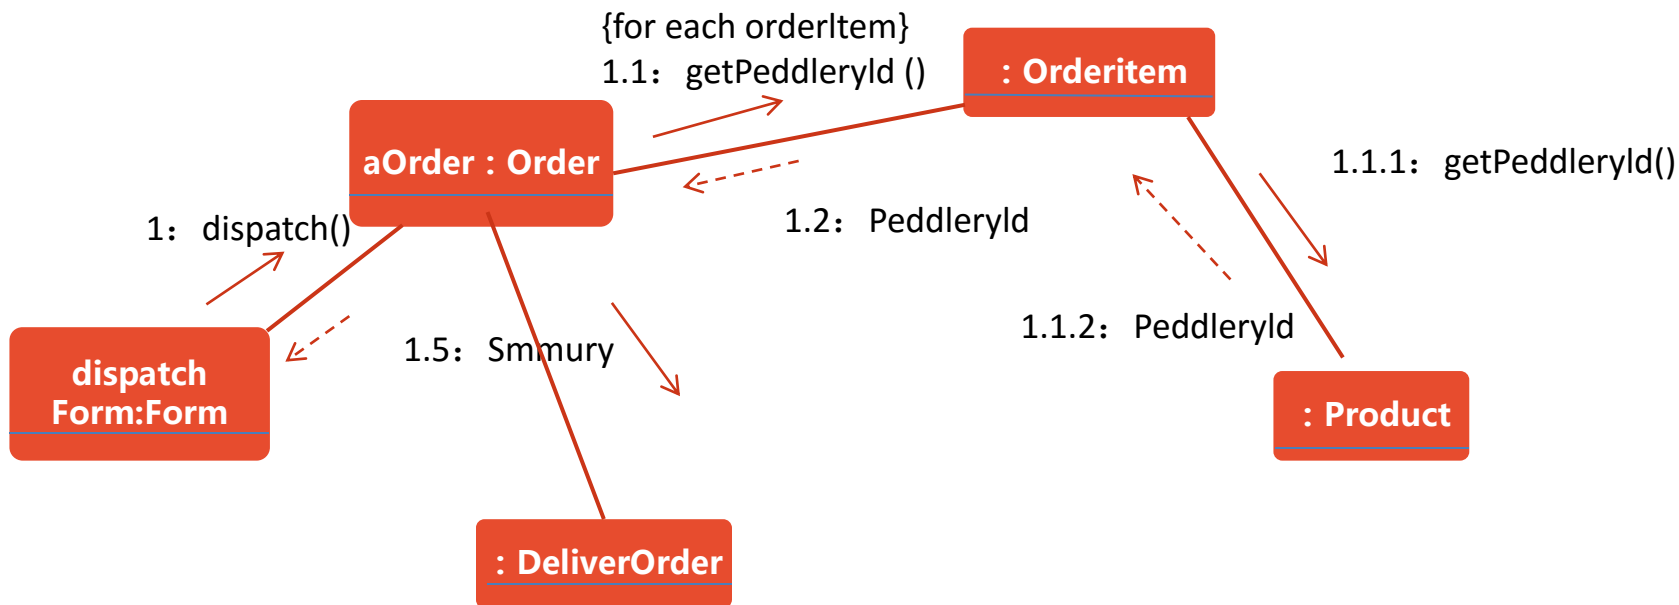 {for each orderltem}
1.1：getPeddleryld ()
：Orderitem
aOrder：Order
1.1.1：getPeddleryld()
1：dispatch()
1.2：Peddleryld
1.1.2：Peddleryld
1.5：Smmury
dispatch
Form:Form
：Product
：DeliverOrder